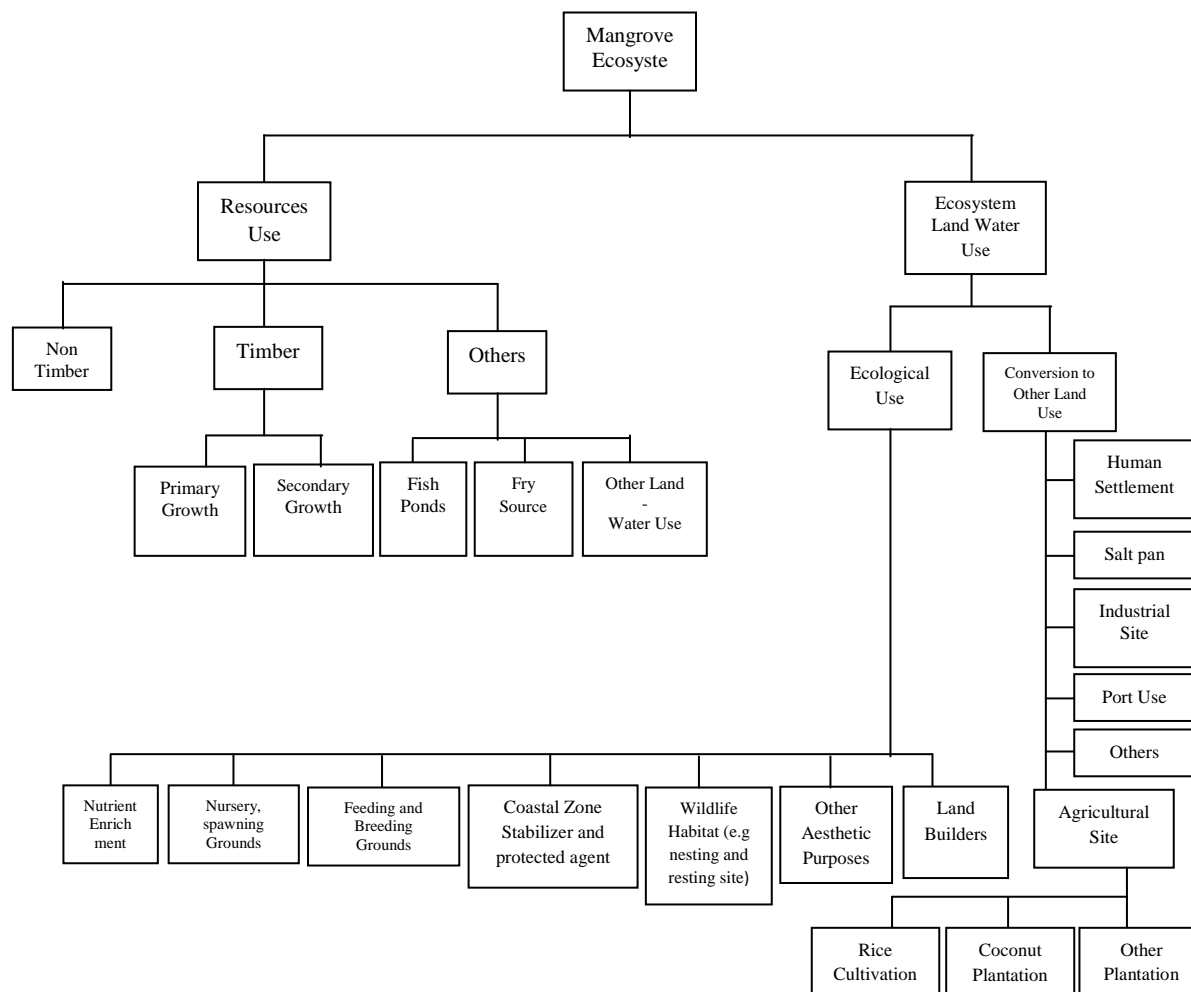 Mangrove
Ecosyste
Resources
Use
Ecosystem
Land Water
Use
Non
Timber
Timber
Others
Ecological
Use
Conversion to
Other Land
Use
Primary
Growth
Secondary
Growth
Fish
Ponds
Fry
Source
Other Land
-
Water Use
Human
Settlement
Salt pan
Industrial
Site
Port Use
Others
Nutrient
Enrich
ment
Nursery,
spawning
Grounds
Feeding and
Breeding
Grounds
Coastal Zone
Stabilizer and
protected agent
Wildlife
Habitat (e.g
nesting and
resting site)
Other
Aesthetic
Purposes
Land
Builders
Agricultural
Site
Rice
Cultivation
Coconut
Plantation
Other
Plantation